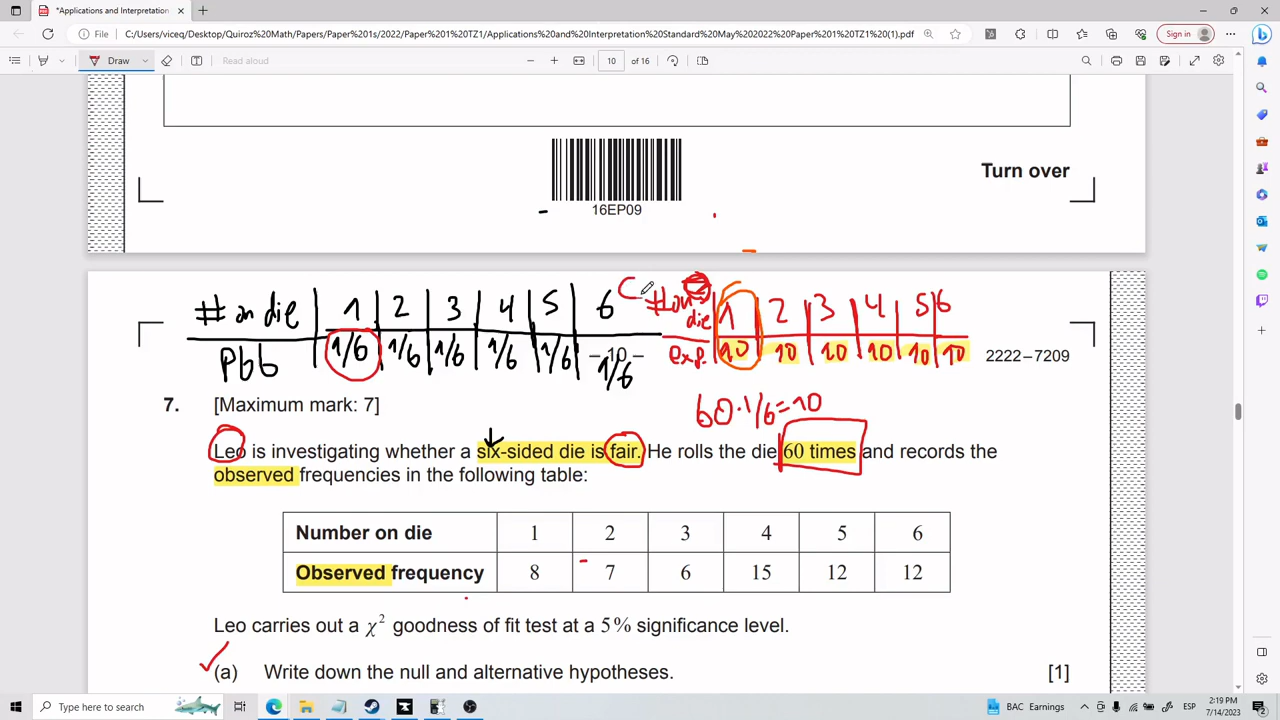 Applications and Interpretation
File
C:/Users/viceq/Desktop/Quiroz%20Math/Papers/Paper%201s/2022/Paper%201%20TZ1%20/Applications%20and%20Interpretation%20Standard%20May%202022%20Paper%201%20TZ1%20(1).pdf
Sign in
Draw
Read aloud
10 of 16
Turn over
16EP09
# on die 1 2 3 4 5 6
Pbb 1/6 1/6 1/6 1/6 1/6 1/6
die 1 2 3 4 5 6
exp. 10 10 10 10 10 10
– 10 –
2222–7209
60·1/6=10
7. [Maximum mark: 7]
Leo is investigating whether a six-sided die is fair. He rolls the die 60 times and records the
observed frequencies in the following table:
Number on die 1 2 3 4 5 6
Observed frequency 8 7 6 15 12 12
Leo carries out a χ² goodness of fit test at a 5% significance level.
(a) Write down the null and alternative hypotheses. [1]
Type here to search
BAC Earnings
ESP
2:19 PM
7/14/2023